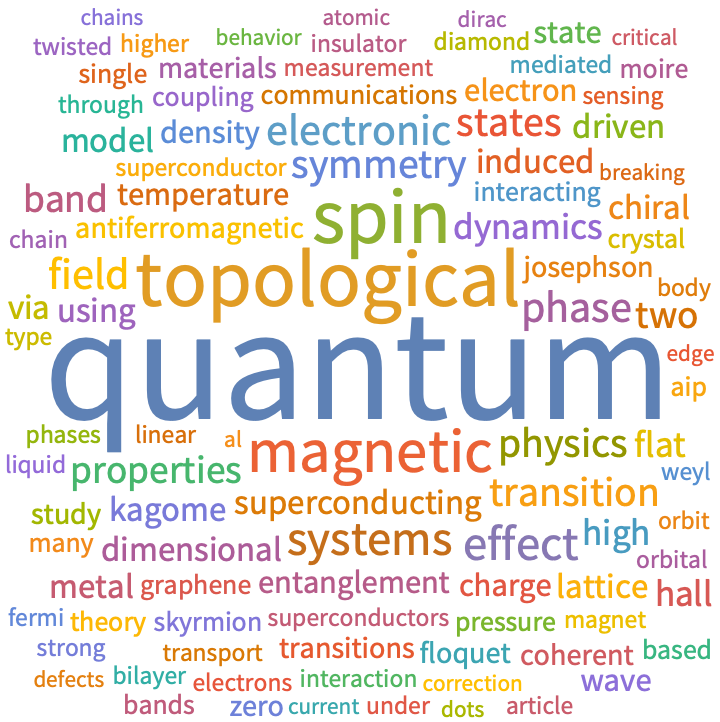 chains atomic dirac
twisted higher behavior insulator diamond state critical
single materials measurement mediated moire
through coupling communications electron sensing
model density electronic states driven
superconductor symmetry induced breaking
band temperature interacting chiral
antiferromagnetic spin dynamics
chain crystal
field topological josephson
via using phase two body
type quantum edge
aip
phases linear al magnetic physics flat
liquid properties weyl
study kagome superconducting transition orbit
many dimensional systems effect high orbital
metal graphene entanglement charge lattice hall
fermi theory skyrmion superconductors pressure magnet
strong transport transitions floquet coherent based
defects bilayer electrons interaction correction wave
bands zero current under dots article